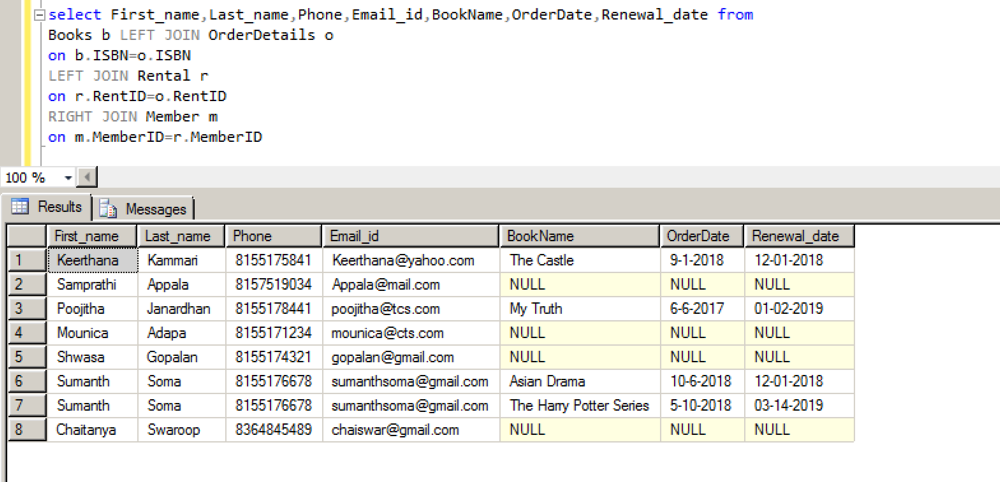 select First_name,Last_name,Phone,Email_id,BookName,OrderDate,Renewal_date from
Books b LEFT JOIN OrderDetails o
on b.ISBN=o.ISBN
LEFT JOIN Rental r
on r.RentID=o.RentID
RIGHT JOIN Member m
on m.MemberID=r.MemberID
100 %
Results Messages
First_name Last_name Phone Email_id BookName OrderDate Renewal_date
1 Keerthana Kammari 8155175841 Keerthana@yahoo.com The Castle 9-1-2018 12-01-2018
2 Samprathi Appala 8157519034 Appala@mail.com NULL NULL NULL
3 Poojitha Janardhan 8155178441 poojitha@tcs.com My Truth 6-6-2017 01-02-2019
4 Mounica Adapa 8155171234 mounica@cts.com NULL NULL NULL
5 Shwasa Gopalan 8155174321 gopalan@gmail.com NULL NULL NULL
6 Sumanth Soma 8155176678 sumanthsoma@gmail.com Asian Drama 10-6-2018 12-01-2018
7 Sumanth Soma 8155176678 sumanthsoma@gmail.com The Harry Potter Series 5-10-2018 03-14-2019
8 Chaitanya Swaroop 8364845489 chaiswar@gmail.com NULL NULL NULL